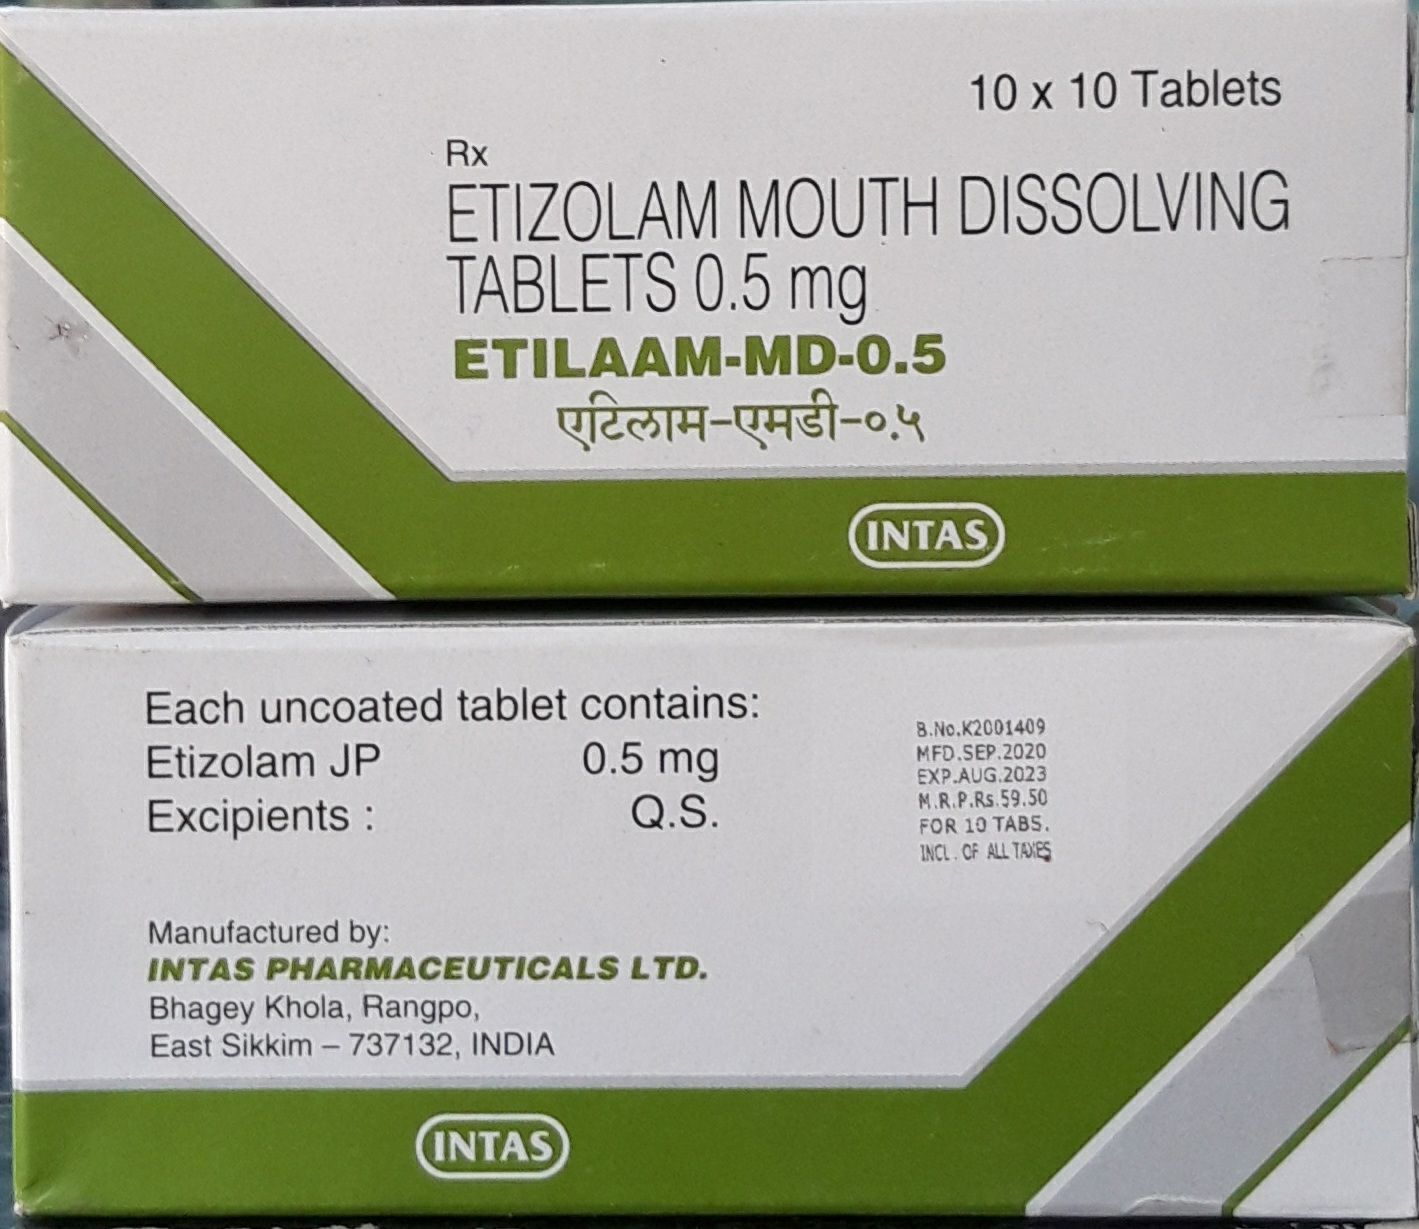 10 x 10 Tablets
Rx
ETIZOLAM MOUTH DISSOLVING
TABLETS 0.5 mg
ETILAAM-MD-0.5
एटिलाम-एमडी-०.५
INTAS
Each uncoated tablet contains:
Etizolam JP 0.5 mg
Excipients : Q.S.
B.No.K2001409
MFD.SEP.2020
EXP.AUG.2023
M.R.P.Rs.59.50
FOR 10 TABS.
INCL. OF ALL TAXES
Manufactured by:
INTAS PHARMACEUTICALS LTD.
Bhagey Khola, Rangpo,
East Sikkim – 737132, INDIA
INTAS